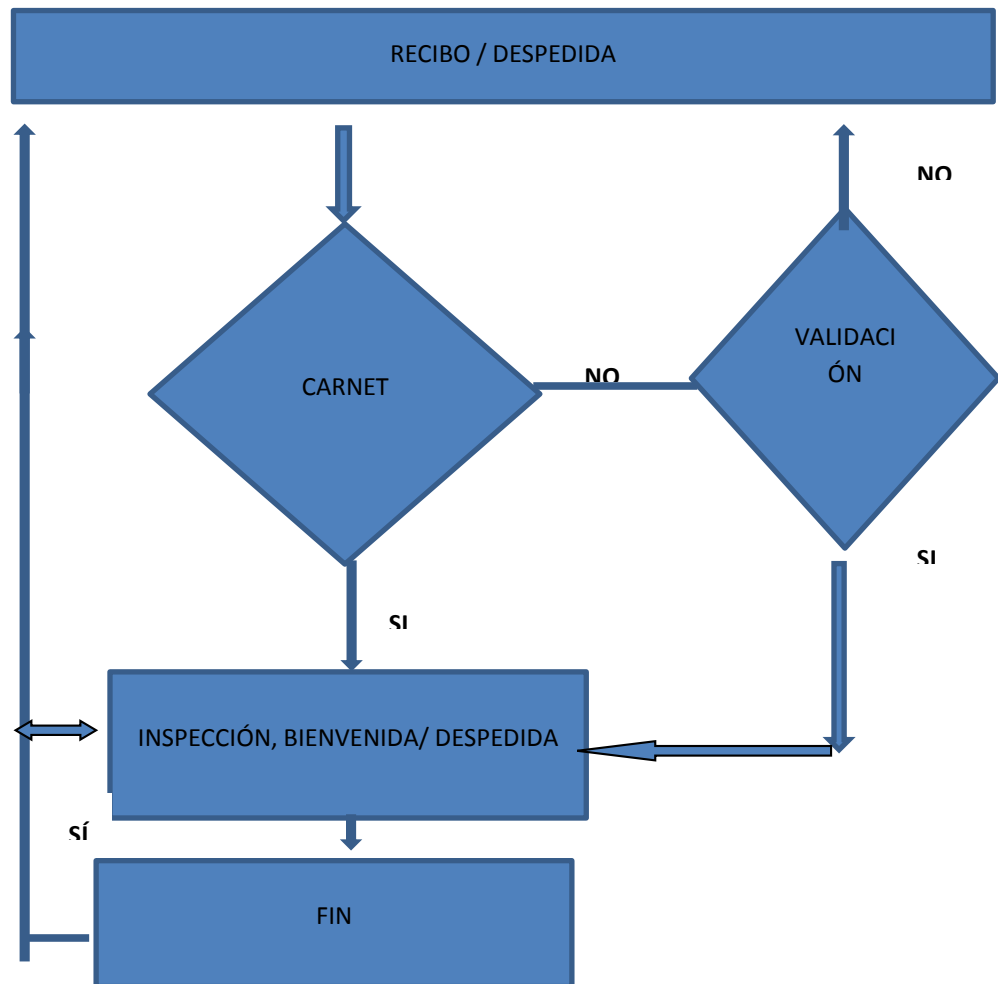 RECIBO / DESPEDIDA
NO
VALIDACI
ÓN
CARNET
NO
SI
SI
INSPECCIÓN, BIENVENIDA/ DESPEDIDA
SÍ
FIN